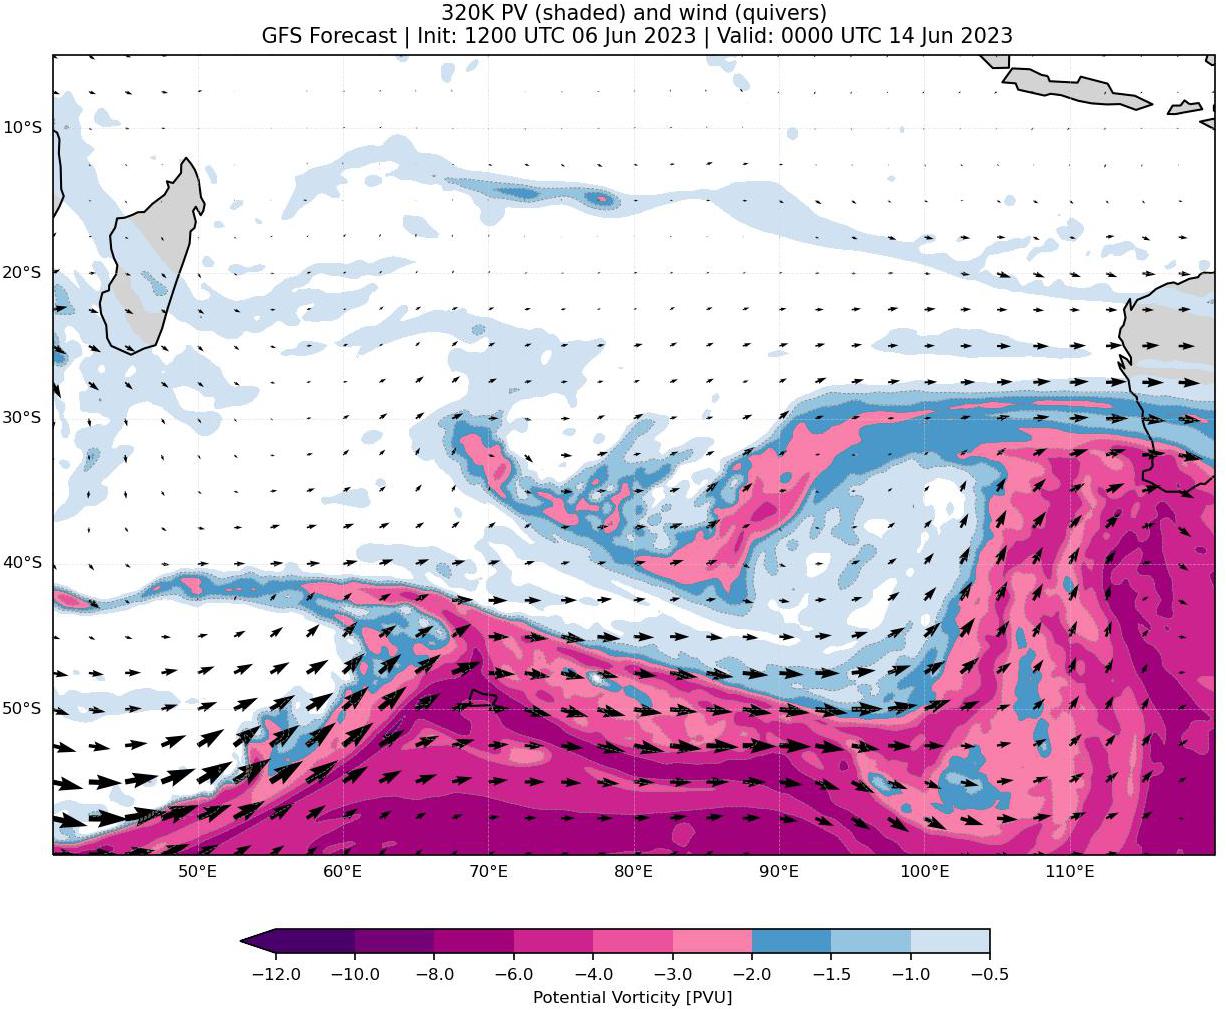 320K PV (shaded) and wind (quivers)
GFS Forecast | Init: 1200 UTC 06 Jun 2023 | Valid: 0000 UTC 14 Jun 2023
10°S
20°S
30°S
40°S
50°S
50°E 60°E 70°E 80°E 90°E 100°E 110°E
−12.0 −10.0 −8.0 −6.0 −4.0 −3.0 −2.0 −1.5 −1.0 −0.5
Potential Vorticity [PVU]